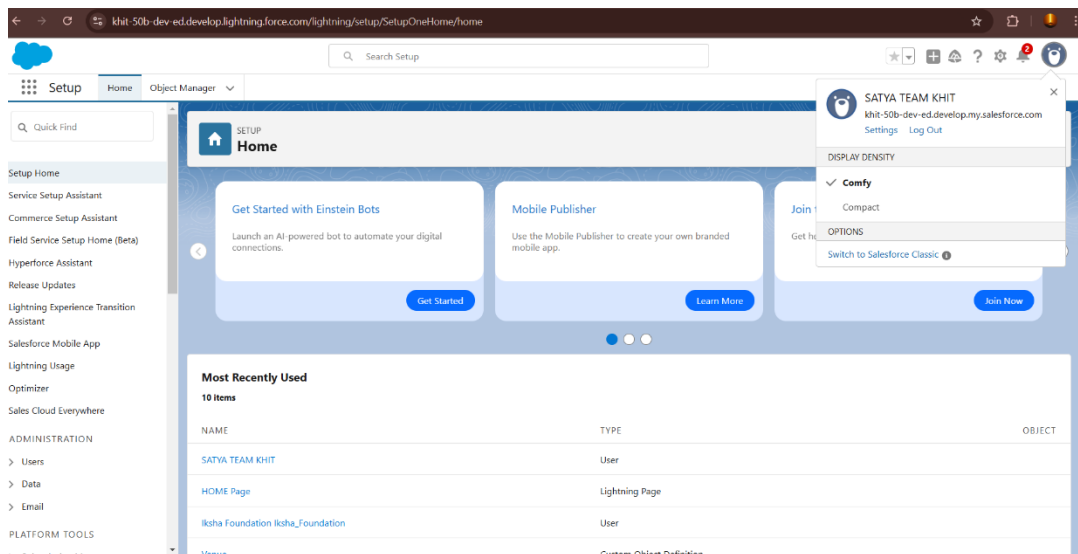 khit-50b-dev-ed.develop.lightning.force.com/lightning/setup/SetupOneHome/home
Search Setup
2
Setup
Home
Object Manager
SATYA TEAM KHIT
khit-50b-dev-ed.develop.my.salesforce.com
Settings Log Out
DISPLAY DENSITY
Comfy
Compact
OPTIONS
Switch to Salesforce Classic
Quick Find
Setup Home
Service Setup Assistant
Commerce Setup Assistant
Field Service Setup Home (Beta)
Hyperforce Assistant
Release Updates
Lightning Experience Transition
Assistant
Salesforce Mobile App
Lightning Usage
Optimizer
Sales Cloud Everywhere
ADMINISTRATION
Users
Data
Email
PLATFORM TOOLS
SETUP
Home
Get Started with Einstein Bots
Launch an AI-powered bot to automate your digital
connections.
Get Started
Mobile Publisher
Use the Mobile Publisher to create your own branded
mobile app.
Learn More
Join
Get
Join Now
Most Recently Used
10 items
NAME TYPE OBJECT
SATYA TEAM KHIT User
HOME Page Lightning Page
Iksha Foundation Iksha_Foundation User
Venue Custom Object Definition